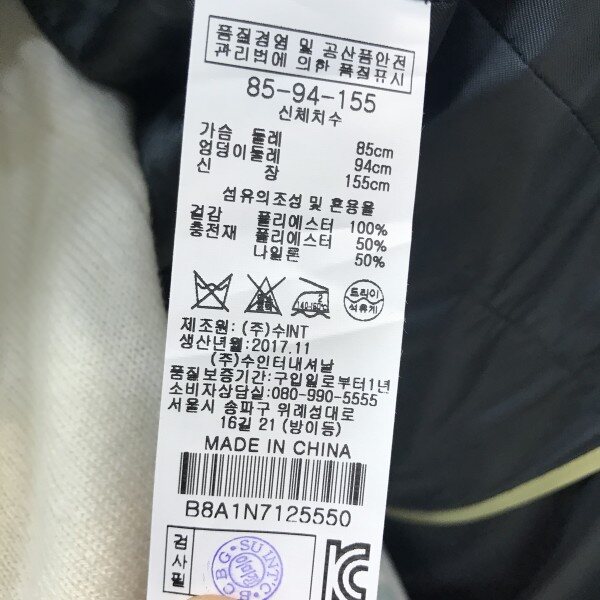 품질경영 및 공산품안전
관리법에 의한 품질표시
85-94-155
신체치수
가슴 둘레 85cm
엉덩이둘레 94cm
신 장 155cm
섬유의조성 및 혼용율
겉감 폴리에스터 100%
충전재 폴리에스터 50%
나일론 50%
2
140-160℃
드라이
석유계
제조원: (주)수INT
생산년월:2017.11
(주)수인터내셔날
품질보증기간:구입일로부터1년
소비자상담실:080-990-5555
서울시 송파구 위례성대로
16길 21 (방이동)
MADE IN CHINA
B8A1N7125550
검사필
SU INT'C
BCBG